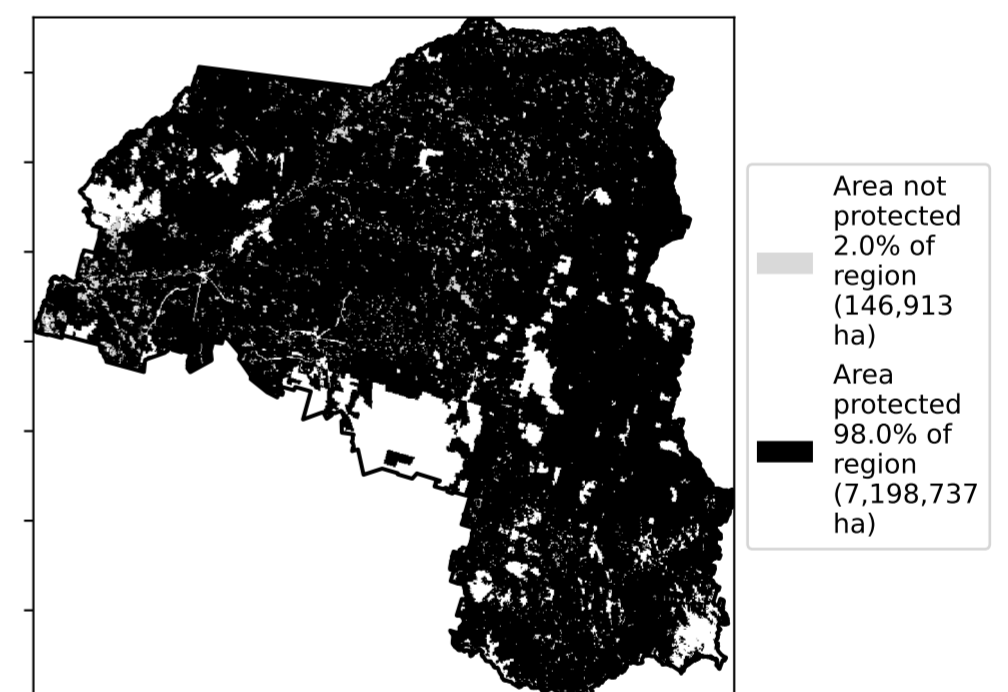 Area not
protected
2.0% of
region
(146,913
ha)
Area
protected
98.0% of
region
(7,198,737
ha)